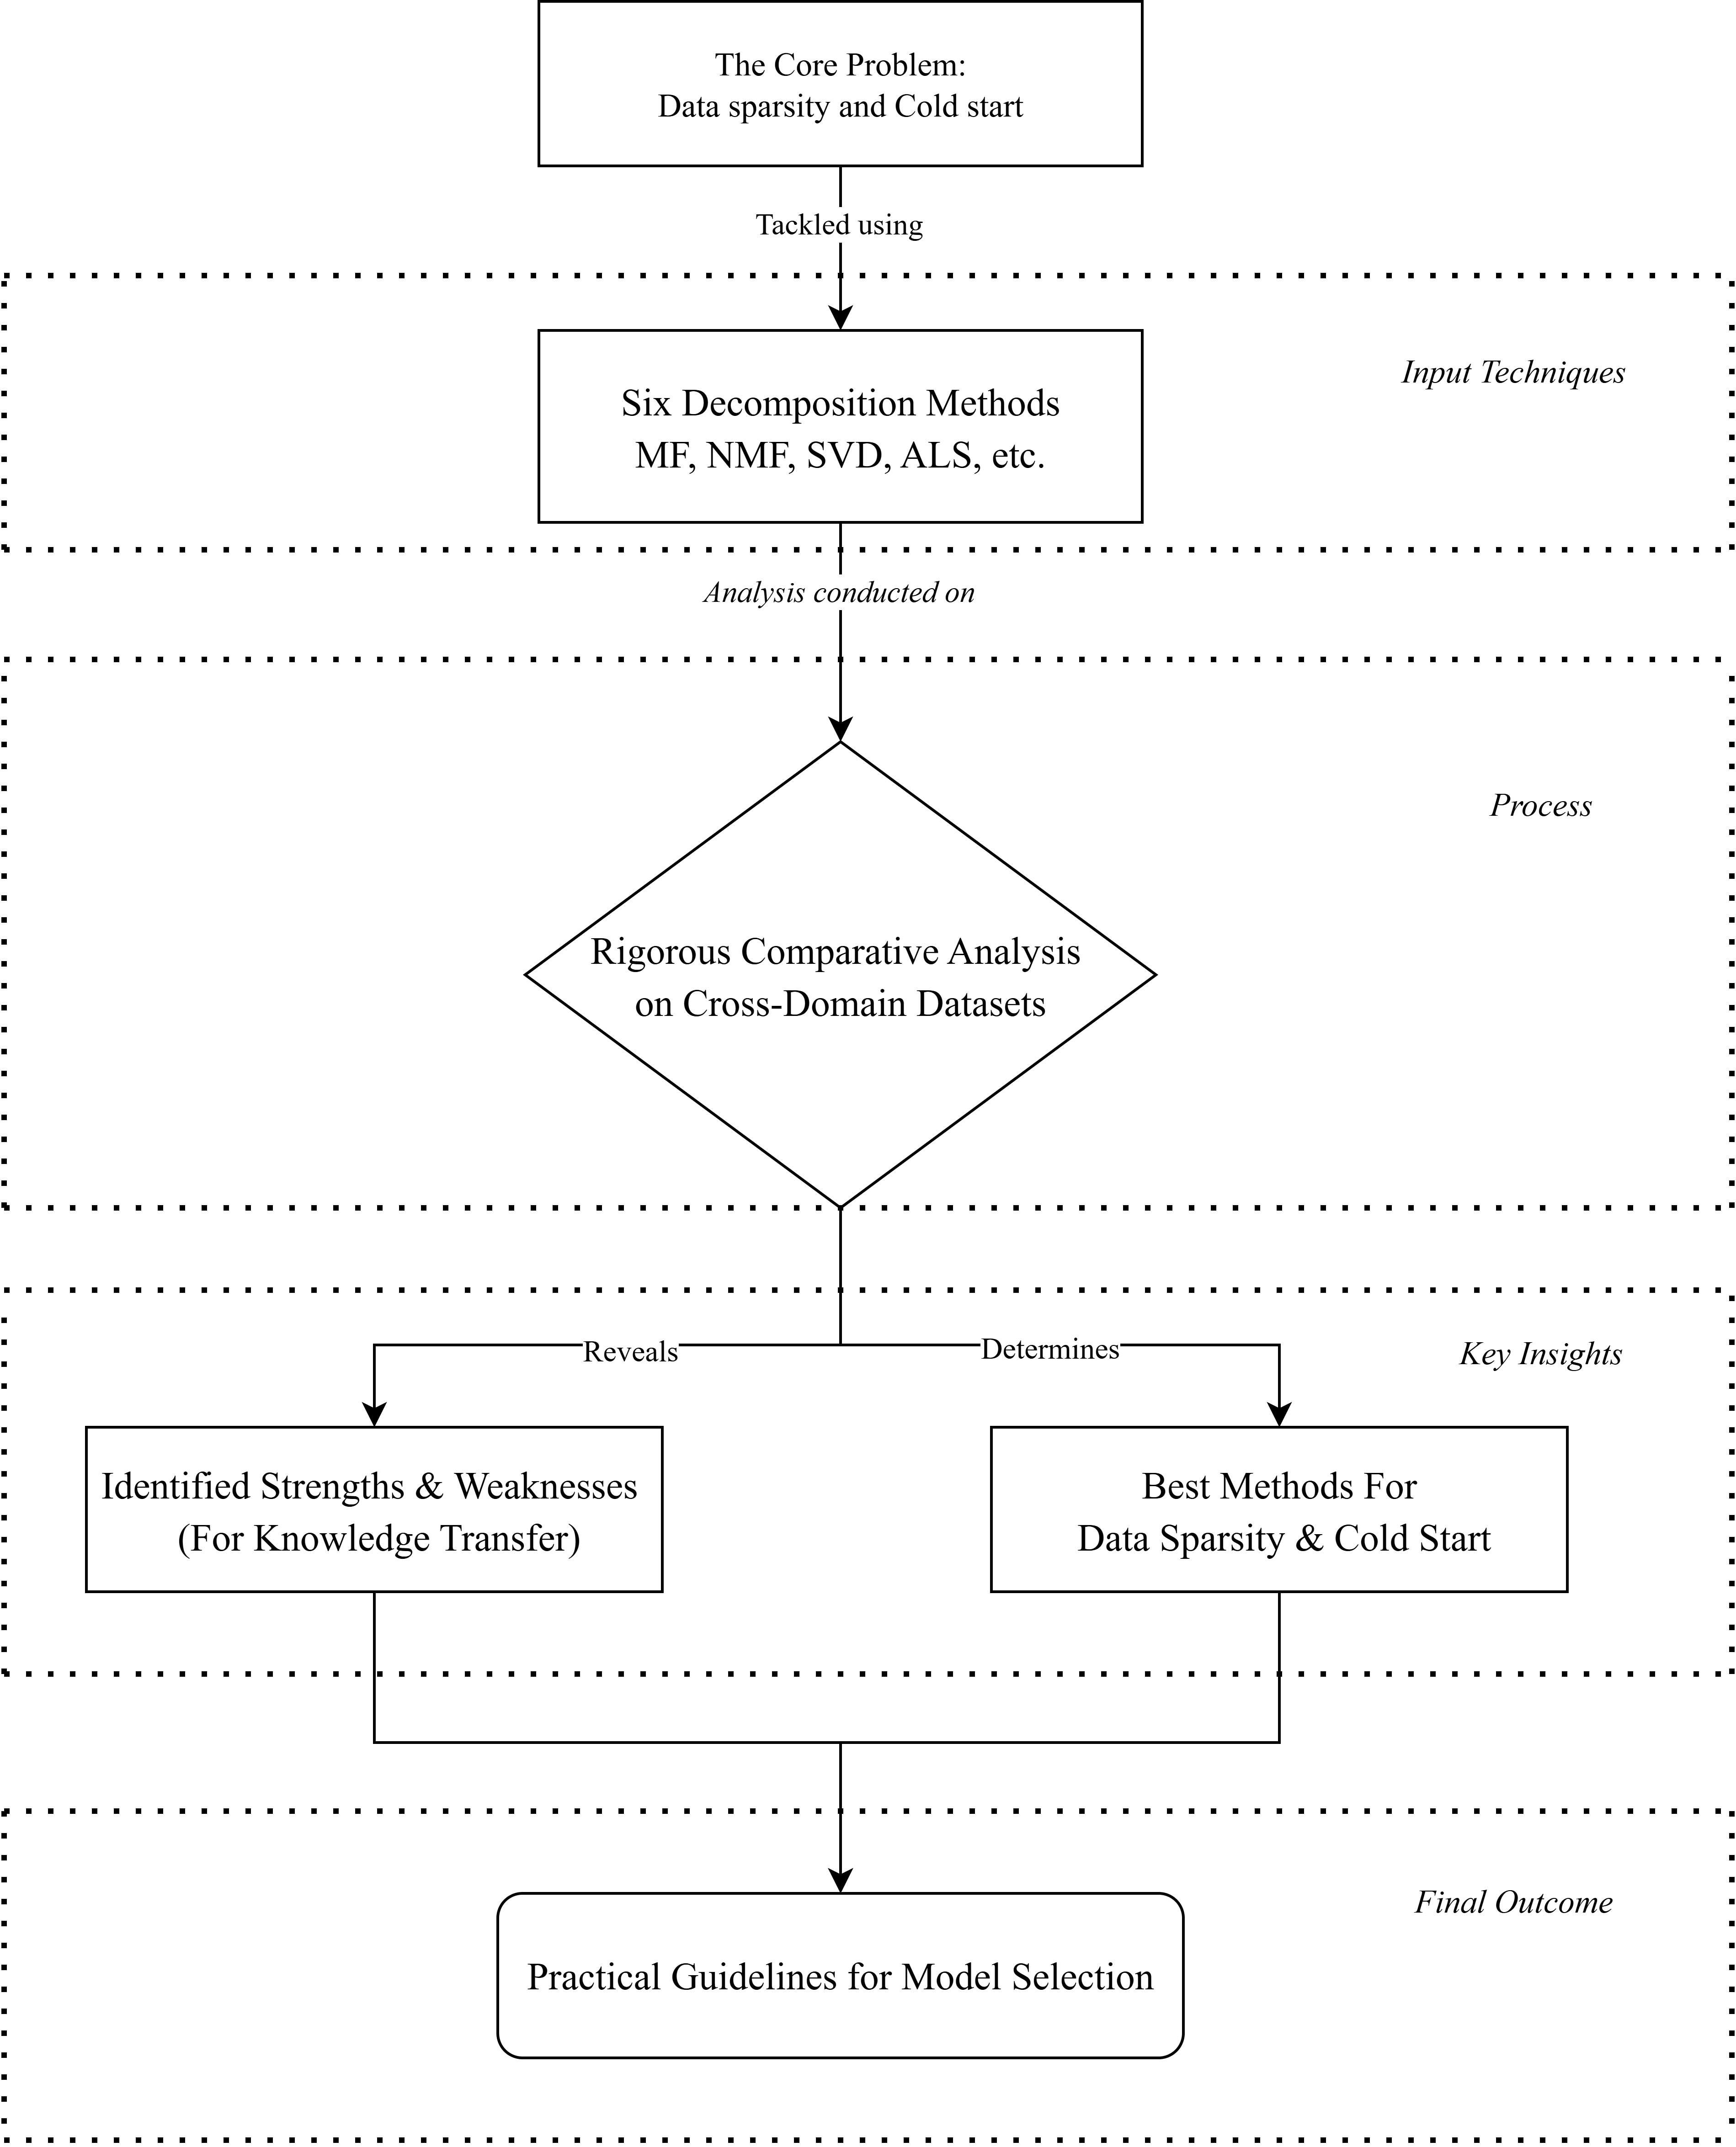 The Core Problem:
Data sparsity and Cold start
Tackled using
Input Techniques
Six Decomposition Methods
MF, NMF, SVD, ALS, etc.
Analysis conducted on
Process
Rigorous Comparative Analysis
on Cross-Domain Datasets
Reveals
Determines
Key Insights
Identified Strengths & Weaknesses
(For Knowledge Transfer)
Best Methods For
Data Sparsity & Cold Start
Final Outcome
Practical Guidelines for Model Selection